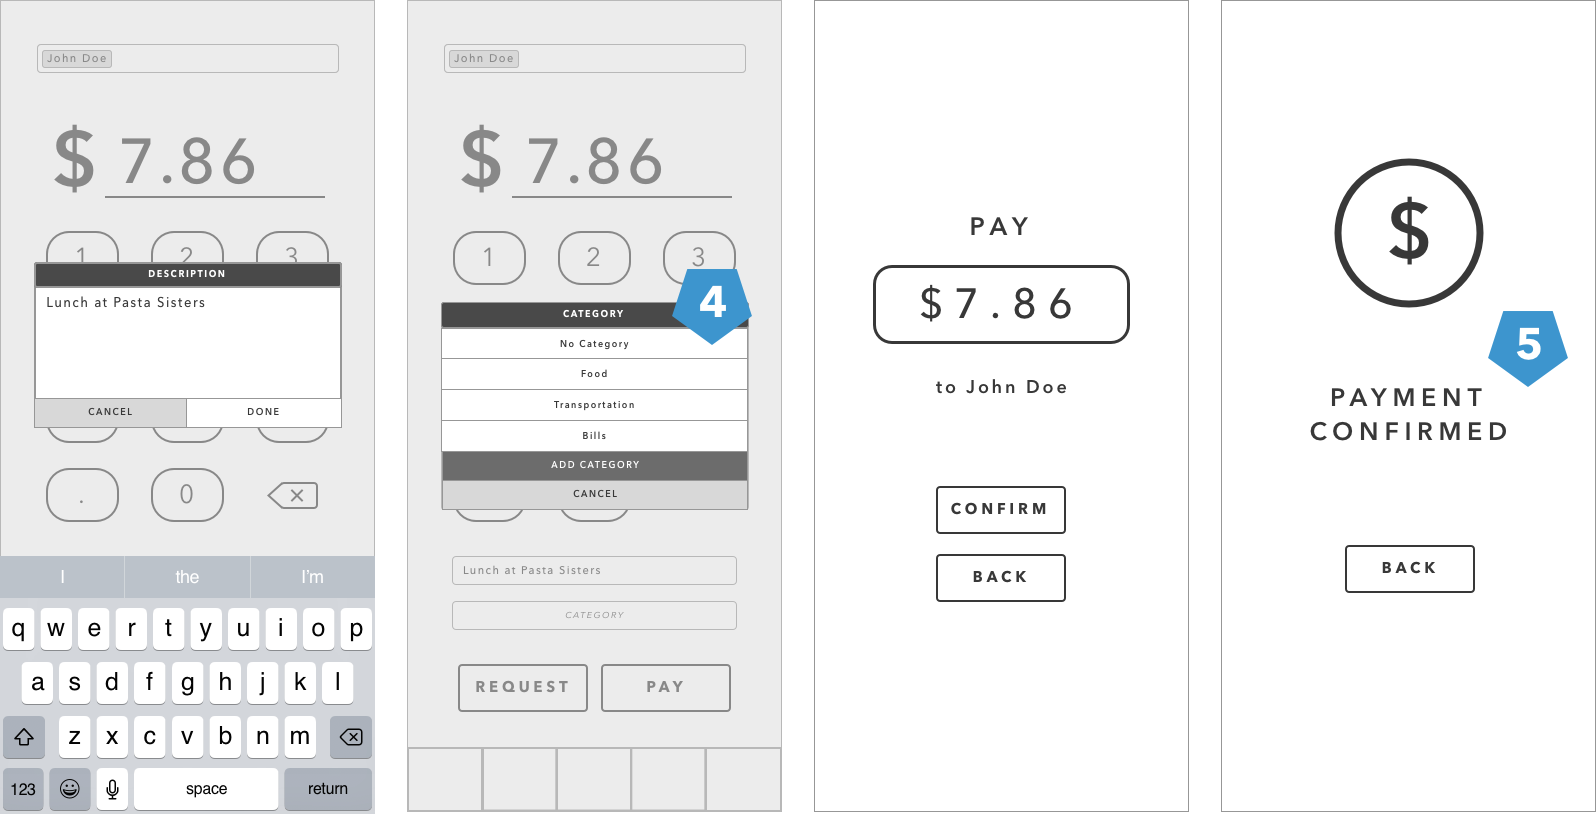 John Doe
$ 7.86
1 2 3
DESCRIPTION
Lunch at Pasta Sisters
CANCEL DONE
. 0
I the I'm
q w e r t y u i o p
a s d f g h j k l
z x c v b n m
123 space return
John Doe
$ 7.86
1 2 3
4
CATEGORY
No Category
Food
Transportation
Bills
ADD CATEGORY
CANCEL
Lunch at Pasta Sisters
CATEGORY
REQUEST PAY
PAY
$7.86
to John Doe
CONFIRM
BACK
$
5
PAYMENT
CONFIRMED
BACK